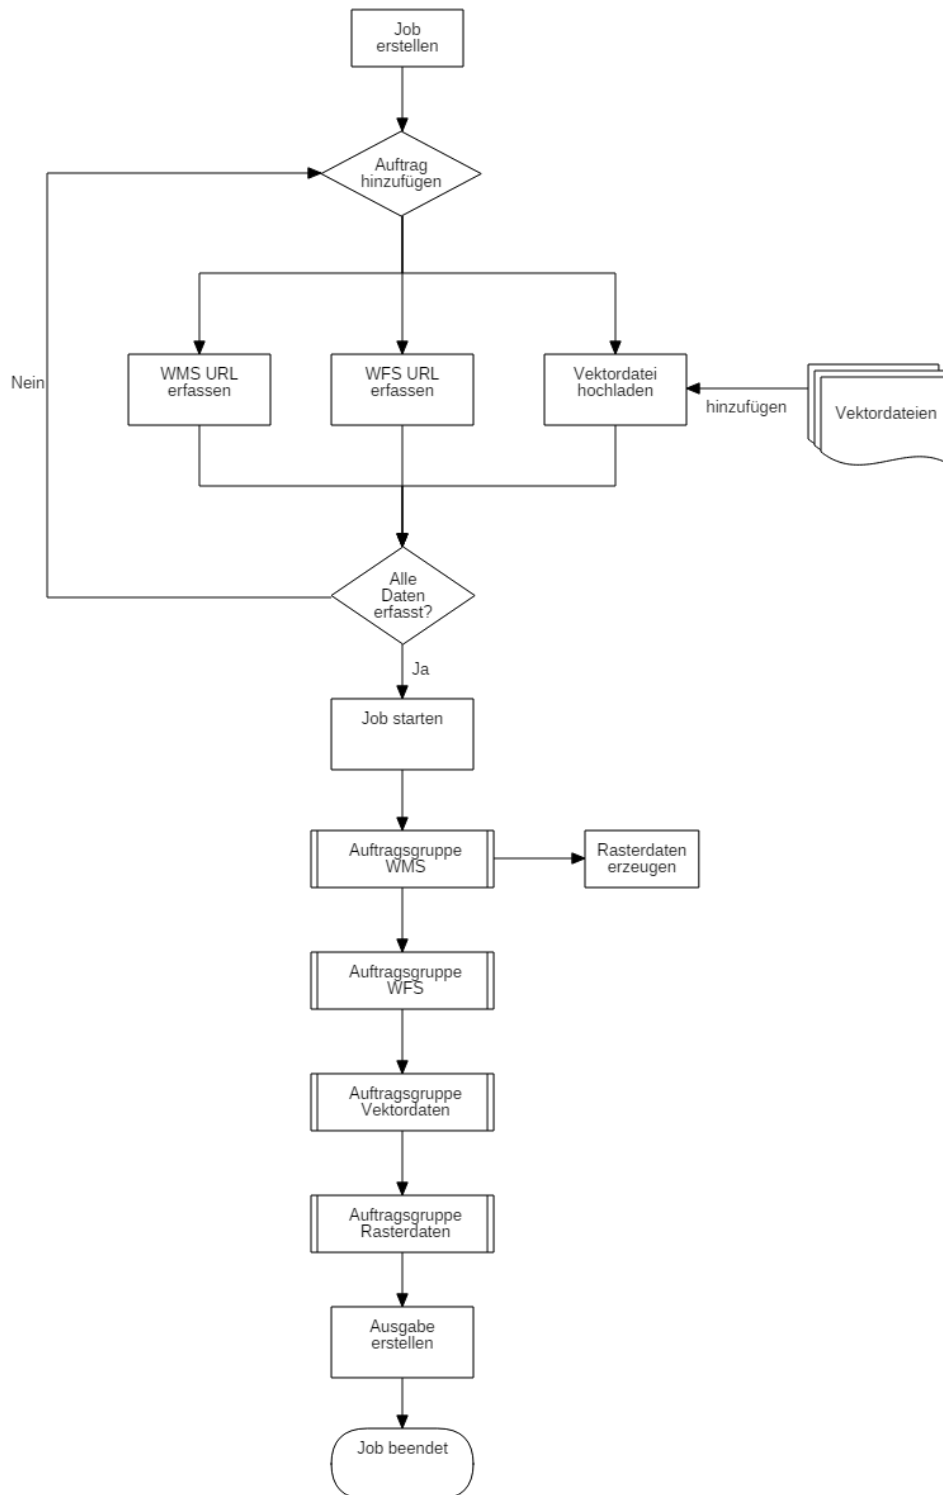 Job
erstellen
Auftrag
hinzufügen
WMS URL
erfassen
WFS URL
erfassen
Vektordatei
hochladen
Nein
hinzufügen
Vektordateien
Alle
Daten
erfasst?
Ja
Job starten
Auftragsgruppe
WMS
Rasterdaten
erzeugen
Auftragsgruppe
WFS
Auftragsgruppe
Vektordaten
Auftragsgruppe
Rasterdaten
Ausgabe
erstellen
Job beendet